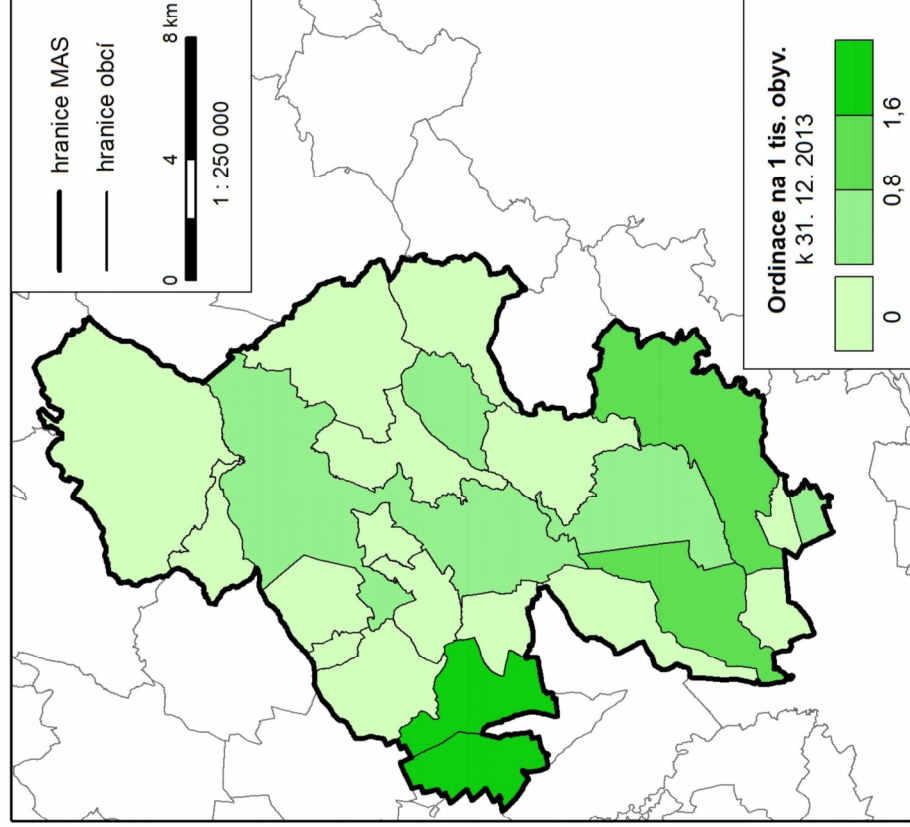 hranice MAS
hranice obcí
0 4 8 km
1 : 250 000
Ordinace na 1 tis. obyv.
k 31. 12. 2013
0 0,8 1,6